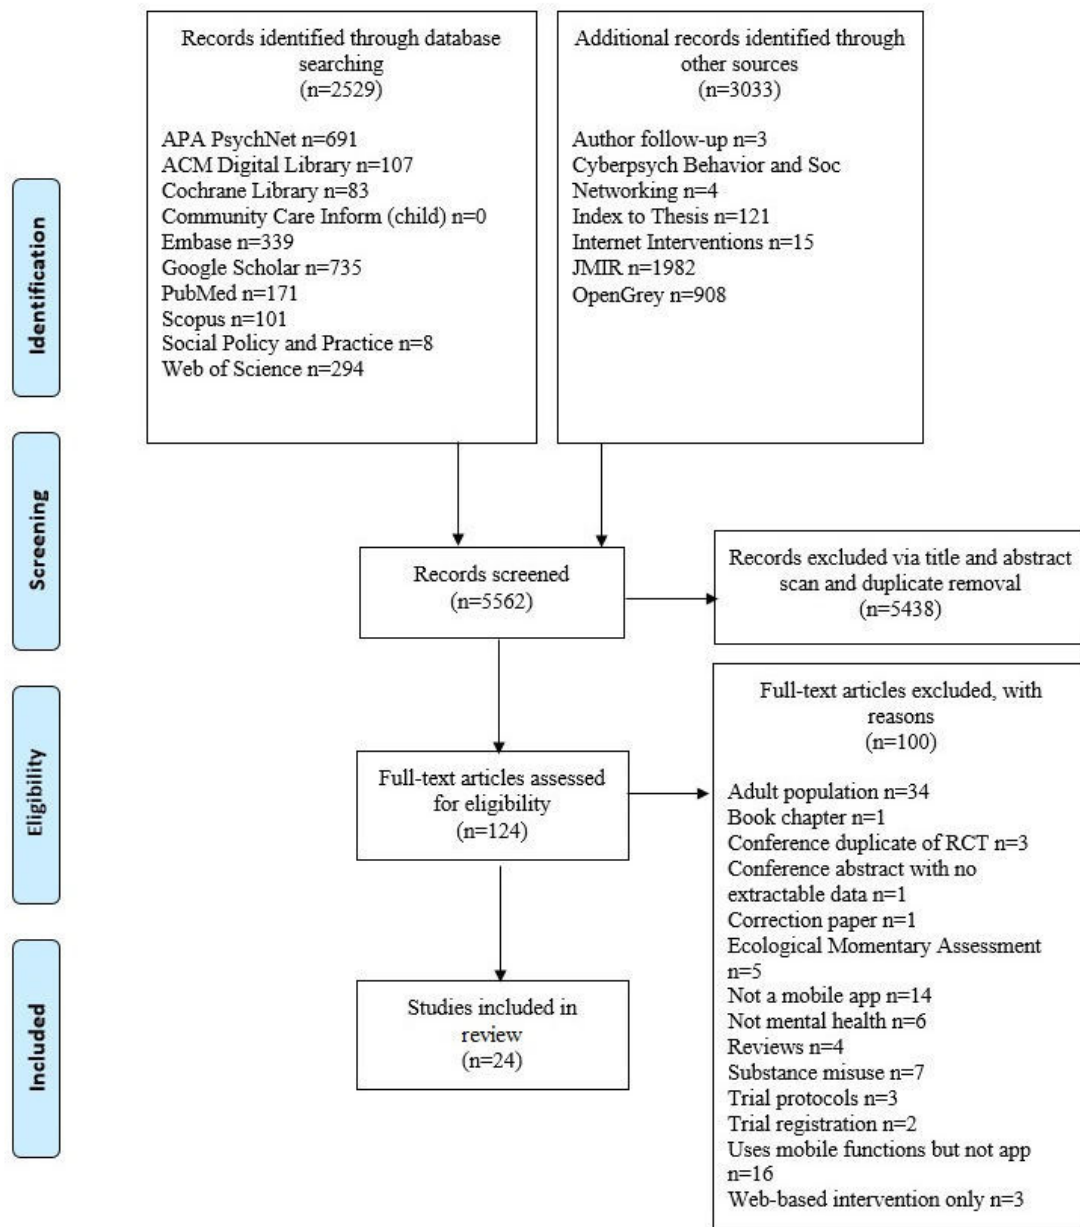 Records identified through database
searching
(n=2529)
APA PsychNet n=691
ACM Digital Library n=107
Cochrane Library n=83
Community Care Inform (child) n=0
Embase n=339
Google Scholar n=735
PubMed n=171
Scopus n=101
Social Policy and Practice n=8
Web of Science n=294
Additional records identified through
other sources
(n=3033)
Author follow-up n=3
Cyberpsych Behavior and Soc
Networking n=4
Index to Thesis n=121
Internet Interventions n=15
JMIR n=1982
OpenGrey n=908
Identification
Screening
Records screened
(n=5562)
Records excluded via title and abstract
scan and duplicate removal
(n=5438)
Eligibility
Full-text articles assessed
for eligibility
(n=124)
Full-text articles excluded, with
reasons
(n=100)
Adult population n=34
Book chapter n=1
Conference duplicate of RCT n=3
Conference abstract with no
extractable data n=1
Correction paper n=1
Ecological Momentary Assessment
n=5
Not a mobile app n=14
Not mental health n=6
Reviews n=4
Substance misuse n=7
Trial protocols n=3
Trial registration n=2
Uses mobile functions but not app
n=16
Web-based intervention only n=3
Included
Studies included in
review
(n=24)